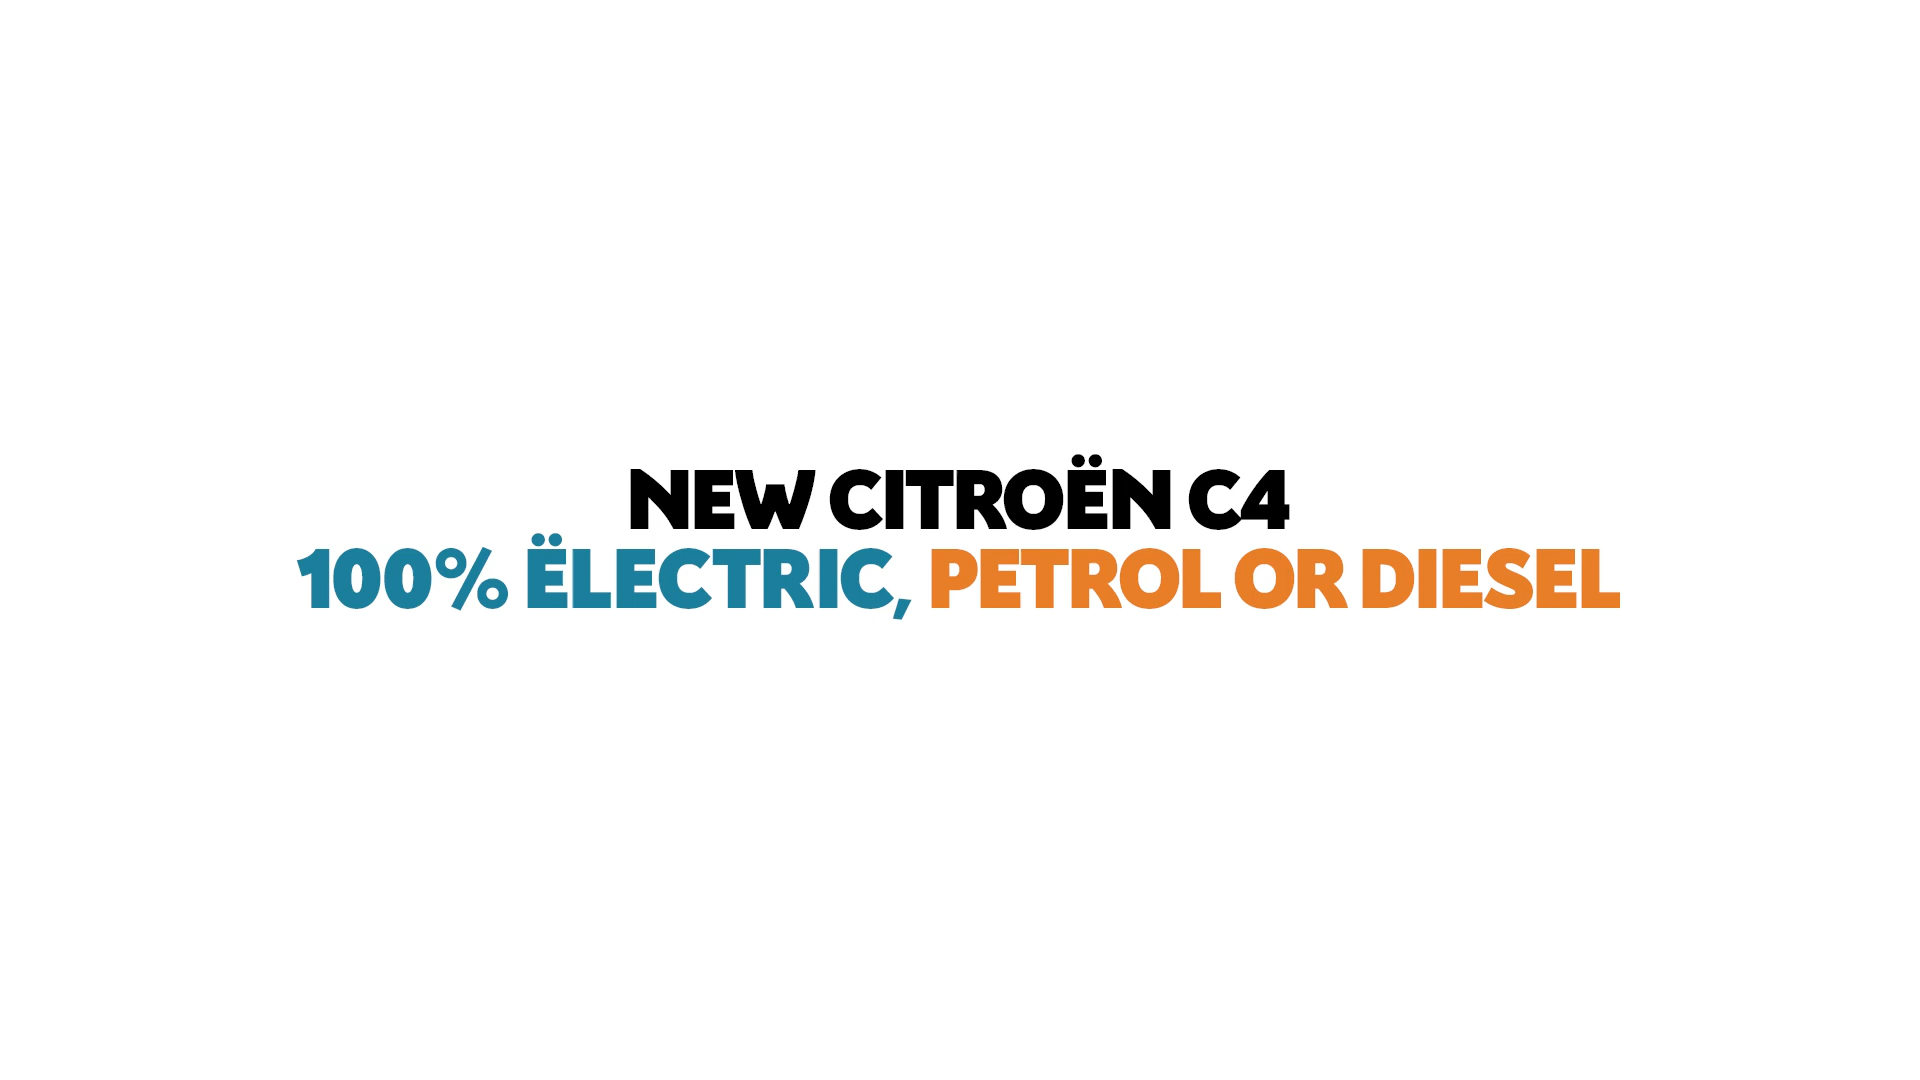 NEW CITROËN C4
100% ËLECTRIC, PETROL OR DIESEL